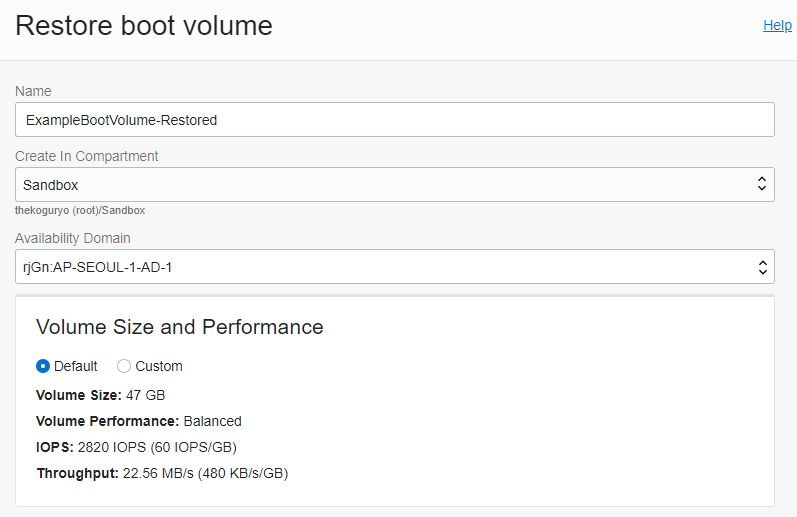 Restore boot volume
Help
Name
ExampleBootVolume-Restored
Create In Compartment
Sandbox
thekoguryo (root)/Sandbox
Availability Domain
rjGn:AP-SEOUL-1-AD-1
Volume Size and Performance
Default Custom
Volume Size: 47 GB
Volume Performance: Balanced
IOPS: 2820 IOPS (60 IOPS/GB)
Throughput: 22.56 MB/s (480 KB/s/GB)